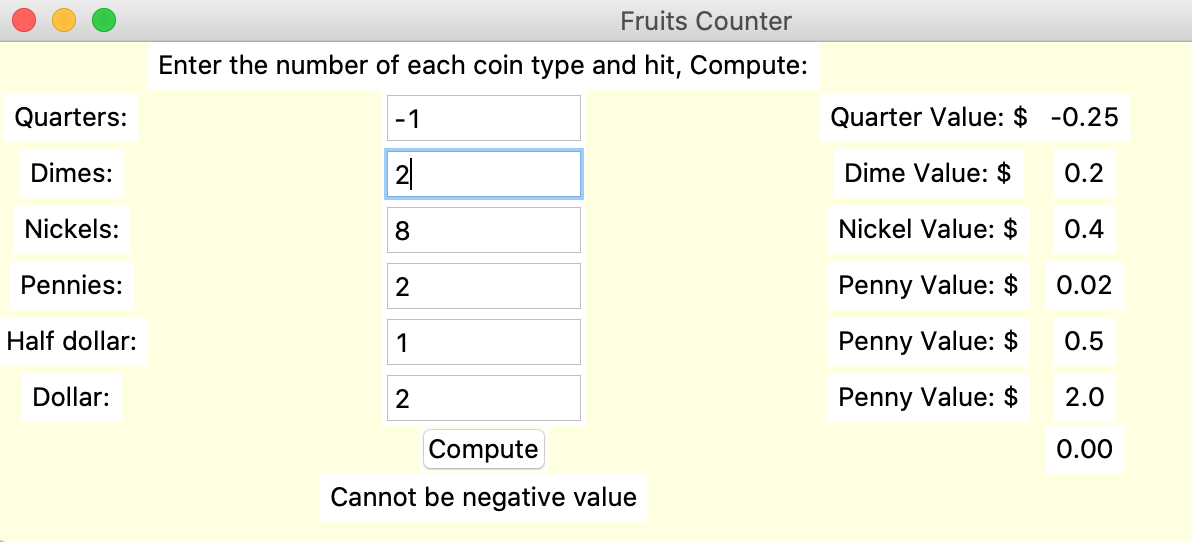 Fruits Counter
Enter the number of each coin type and hit, Compute:
Quarters: -1 Quarter Value: $ -0.25
Dimes: 2 Dime Value: $ 0.2
Nickels: 8 Nickel Value: $ 0.4
Pennies: 2 Penny Value: $ 0.02
Half dollar: 1 Penny Value: $ 0.5
Dollar: 2 Penny Value: $ 2.0
Compute 0.00
Cannot be negative value